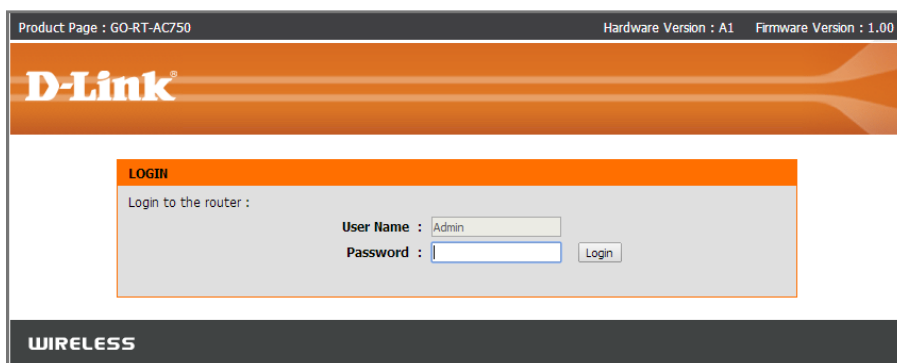 Product Page : GO-RT-AC750 Hardware Version : A1 Firmware Version : 1.00
D-Link®
LOGIN
Login to the router :
User Name : Admin
Password : Login
WIRELESS